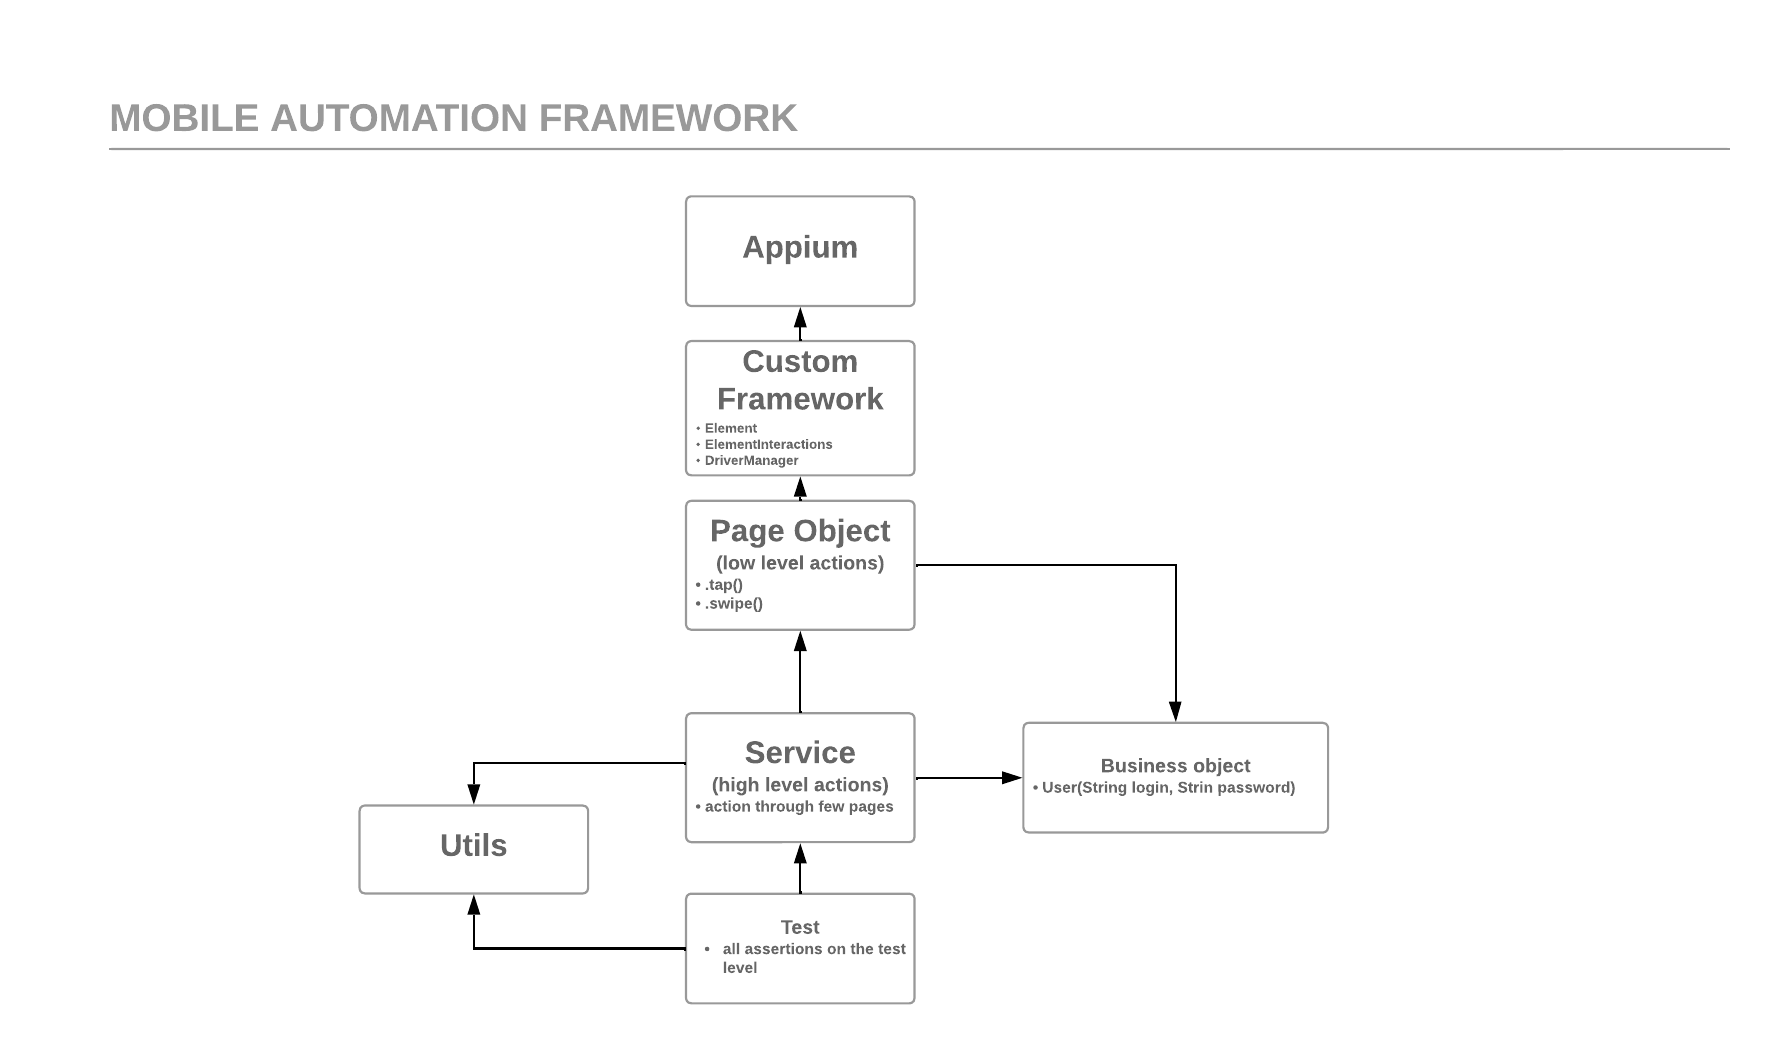 MOBILE AUTOMATION FRAMEWORK
Appium
Custom
Framework
• Element
• ElementInteractions
• DriverManager
Page Object
(low level actions)
• .tap()
• .swipe()
Service
(high level actions)
• action through few pages
Business object
• User(String login, Strin password)
Utils
Test
• all assertions on the test
level